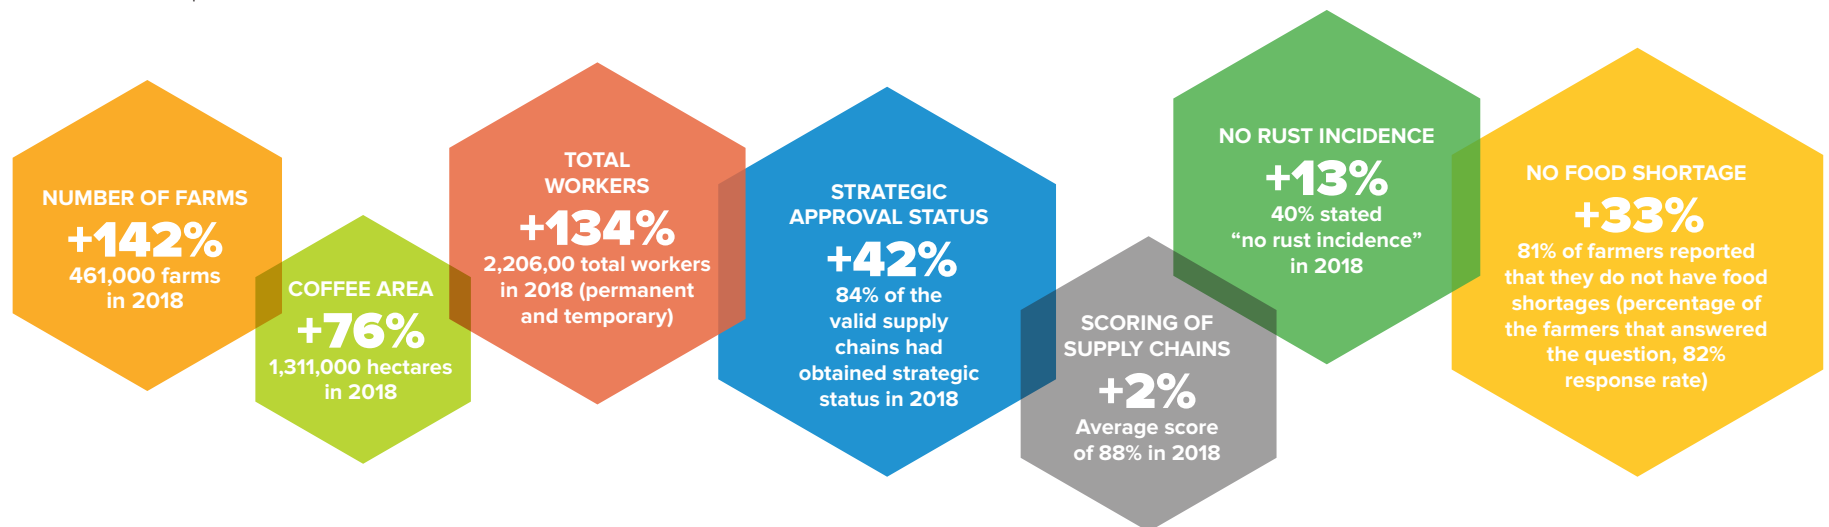 NUMBER OF FARMS
+142%
461,000 farms
in 2018
COFFEE AREA
+76%
1,311,000 hectares
in 2018
TOTAL
WORKERS
+134%
2,206,00 total workers
in 2018 (permanent
and temporary)
STRATEGIC
APPROVAL STATUS
+42%
84% of the
valid supply
chains had
obtained strategic
status in 2018
SCORING OF
SUPPLY CHAINS
+2%
Average score
of 88% in 2018
NO RUST INCIDENCE
+13%
40% stated
“no rust incidence”
in 2018
NO FOOD SHORTAGE
+33%
81% of farmers reported
that they do not have food
shortages (percentage of
the farmers that answered
the question, 82%
response rate)